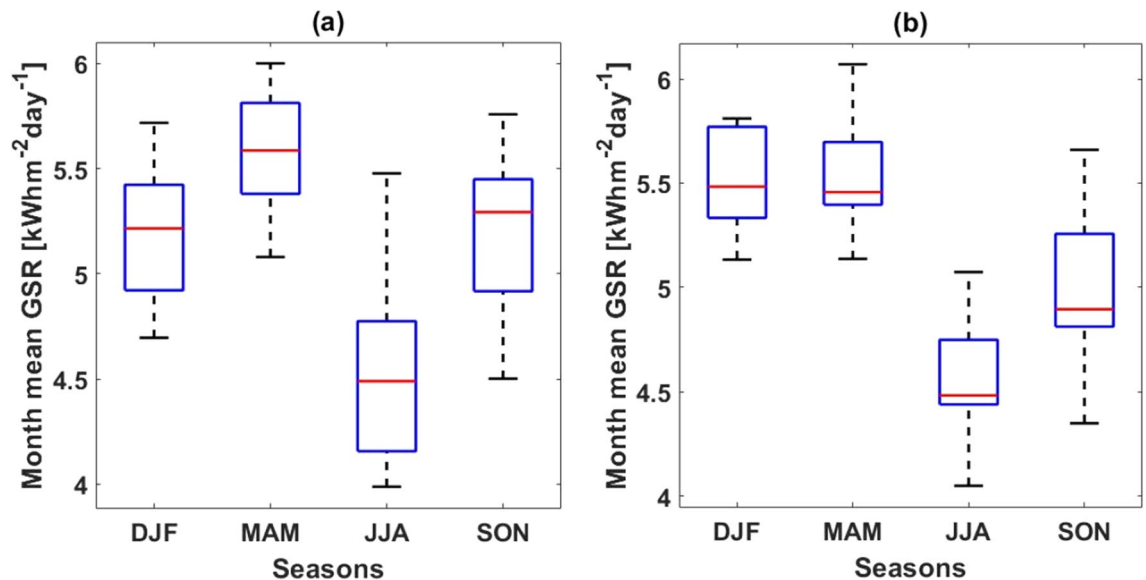 (a)
Month mean GSR [kWhm⁻²day⁻¹]
6
5.5
5
4.5
4
DJF MAM JJA SON
Seasons
(b)
Month mean GSR [kWhm⁻²day⁻¹]
6
5.5
5
4.5
4
DJF MAM JJA SON
Seasons